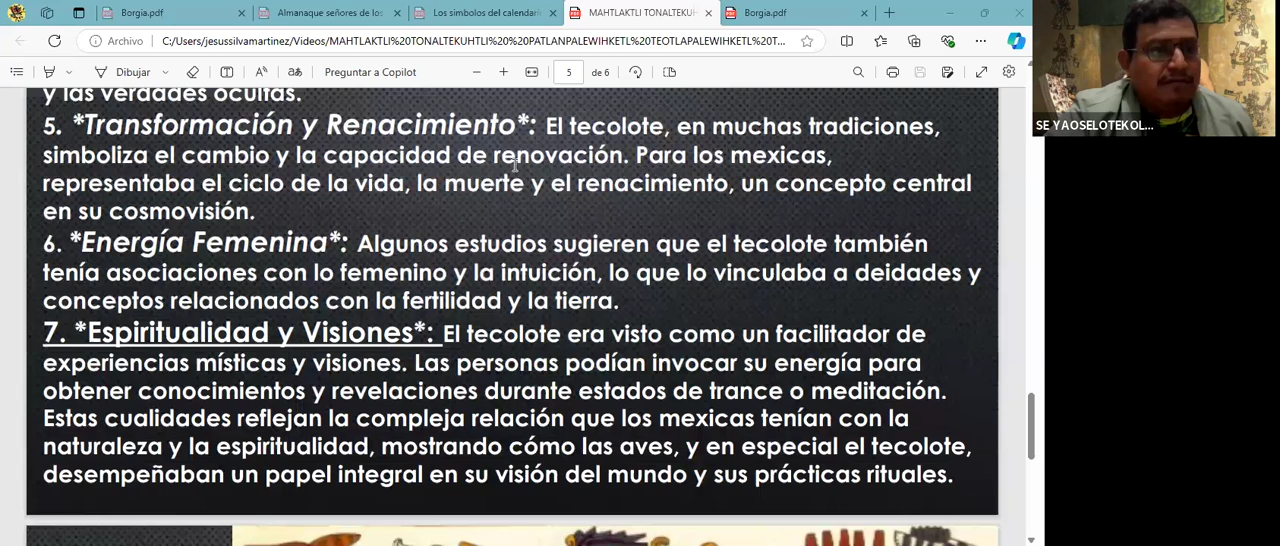 Borgia.pdf
Almanaque señores de los
Los simbolos del calendari
MAHTLAKTLI TONALTEKUH
Borgia.pdf
Archivo
C:/Users/jesussilvamartinez/Videos/MAHTLAKTLI%20TONALTEKUHTLI%20%20PATLANPALEWIHKETL%20TEOTLAPALEWIHKETL%20T...
Dibujar
Preguntar a Copilot
5 de 6
y las verdades ocultas.
5. *Transformación y Renacimiento*: El tecolote, en muchas tradiciones,
simboliza el cambio y la capacidad de renovación. Para los mexicas,
representaba el ciclo de la vida, la muerte y el renacimiento, un concepto central
en su cosmovisión.
6. *Energía Femenina*: Algunos estudios sugieren que el tecolote también
tenía asociaciones con lo femenino y la intuición, lo que lo vinculaba a deidades y
conceptos relacionados con la fertilidad y la tierra.
7. *Espiritualidad y Visiones*: El tecolote era visto como un facilitador de
experiencias místicas y visiones. Las personas podían invocar su energía para
obtener conocimientos y revelaciones durante estados de trance o meditación.
Estas cualidades reflejan la compleja relación que los mexicas tenían con la
naturaleza y la espiritualidad, mostrando cómo las aves, y en especial el tecolote,
desempeñaban un papel integral en su visión del mundo y sus prácticas rituales.
SE YAOSELOTEKOL...